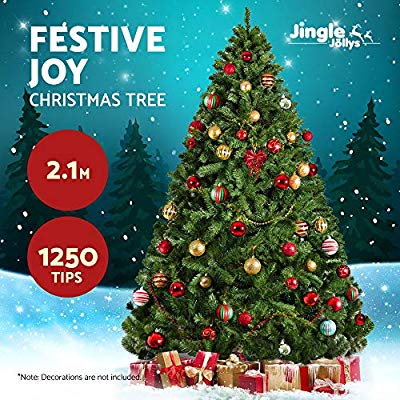 FESTIVE
JOY
CHRISTMAS TREE
Jingle
Jollys
2.1M
1250
TIPS
*Note: Decorations are not included.